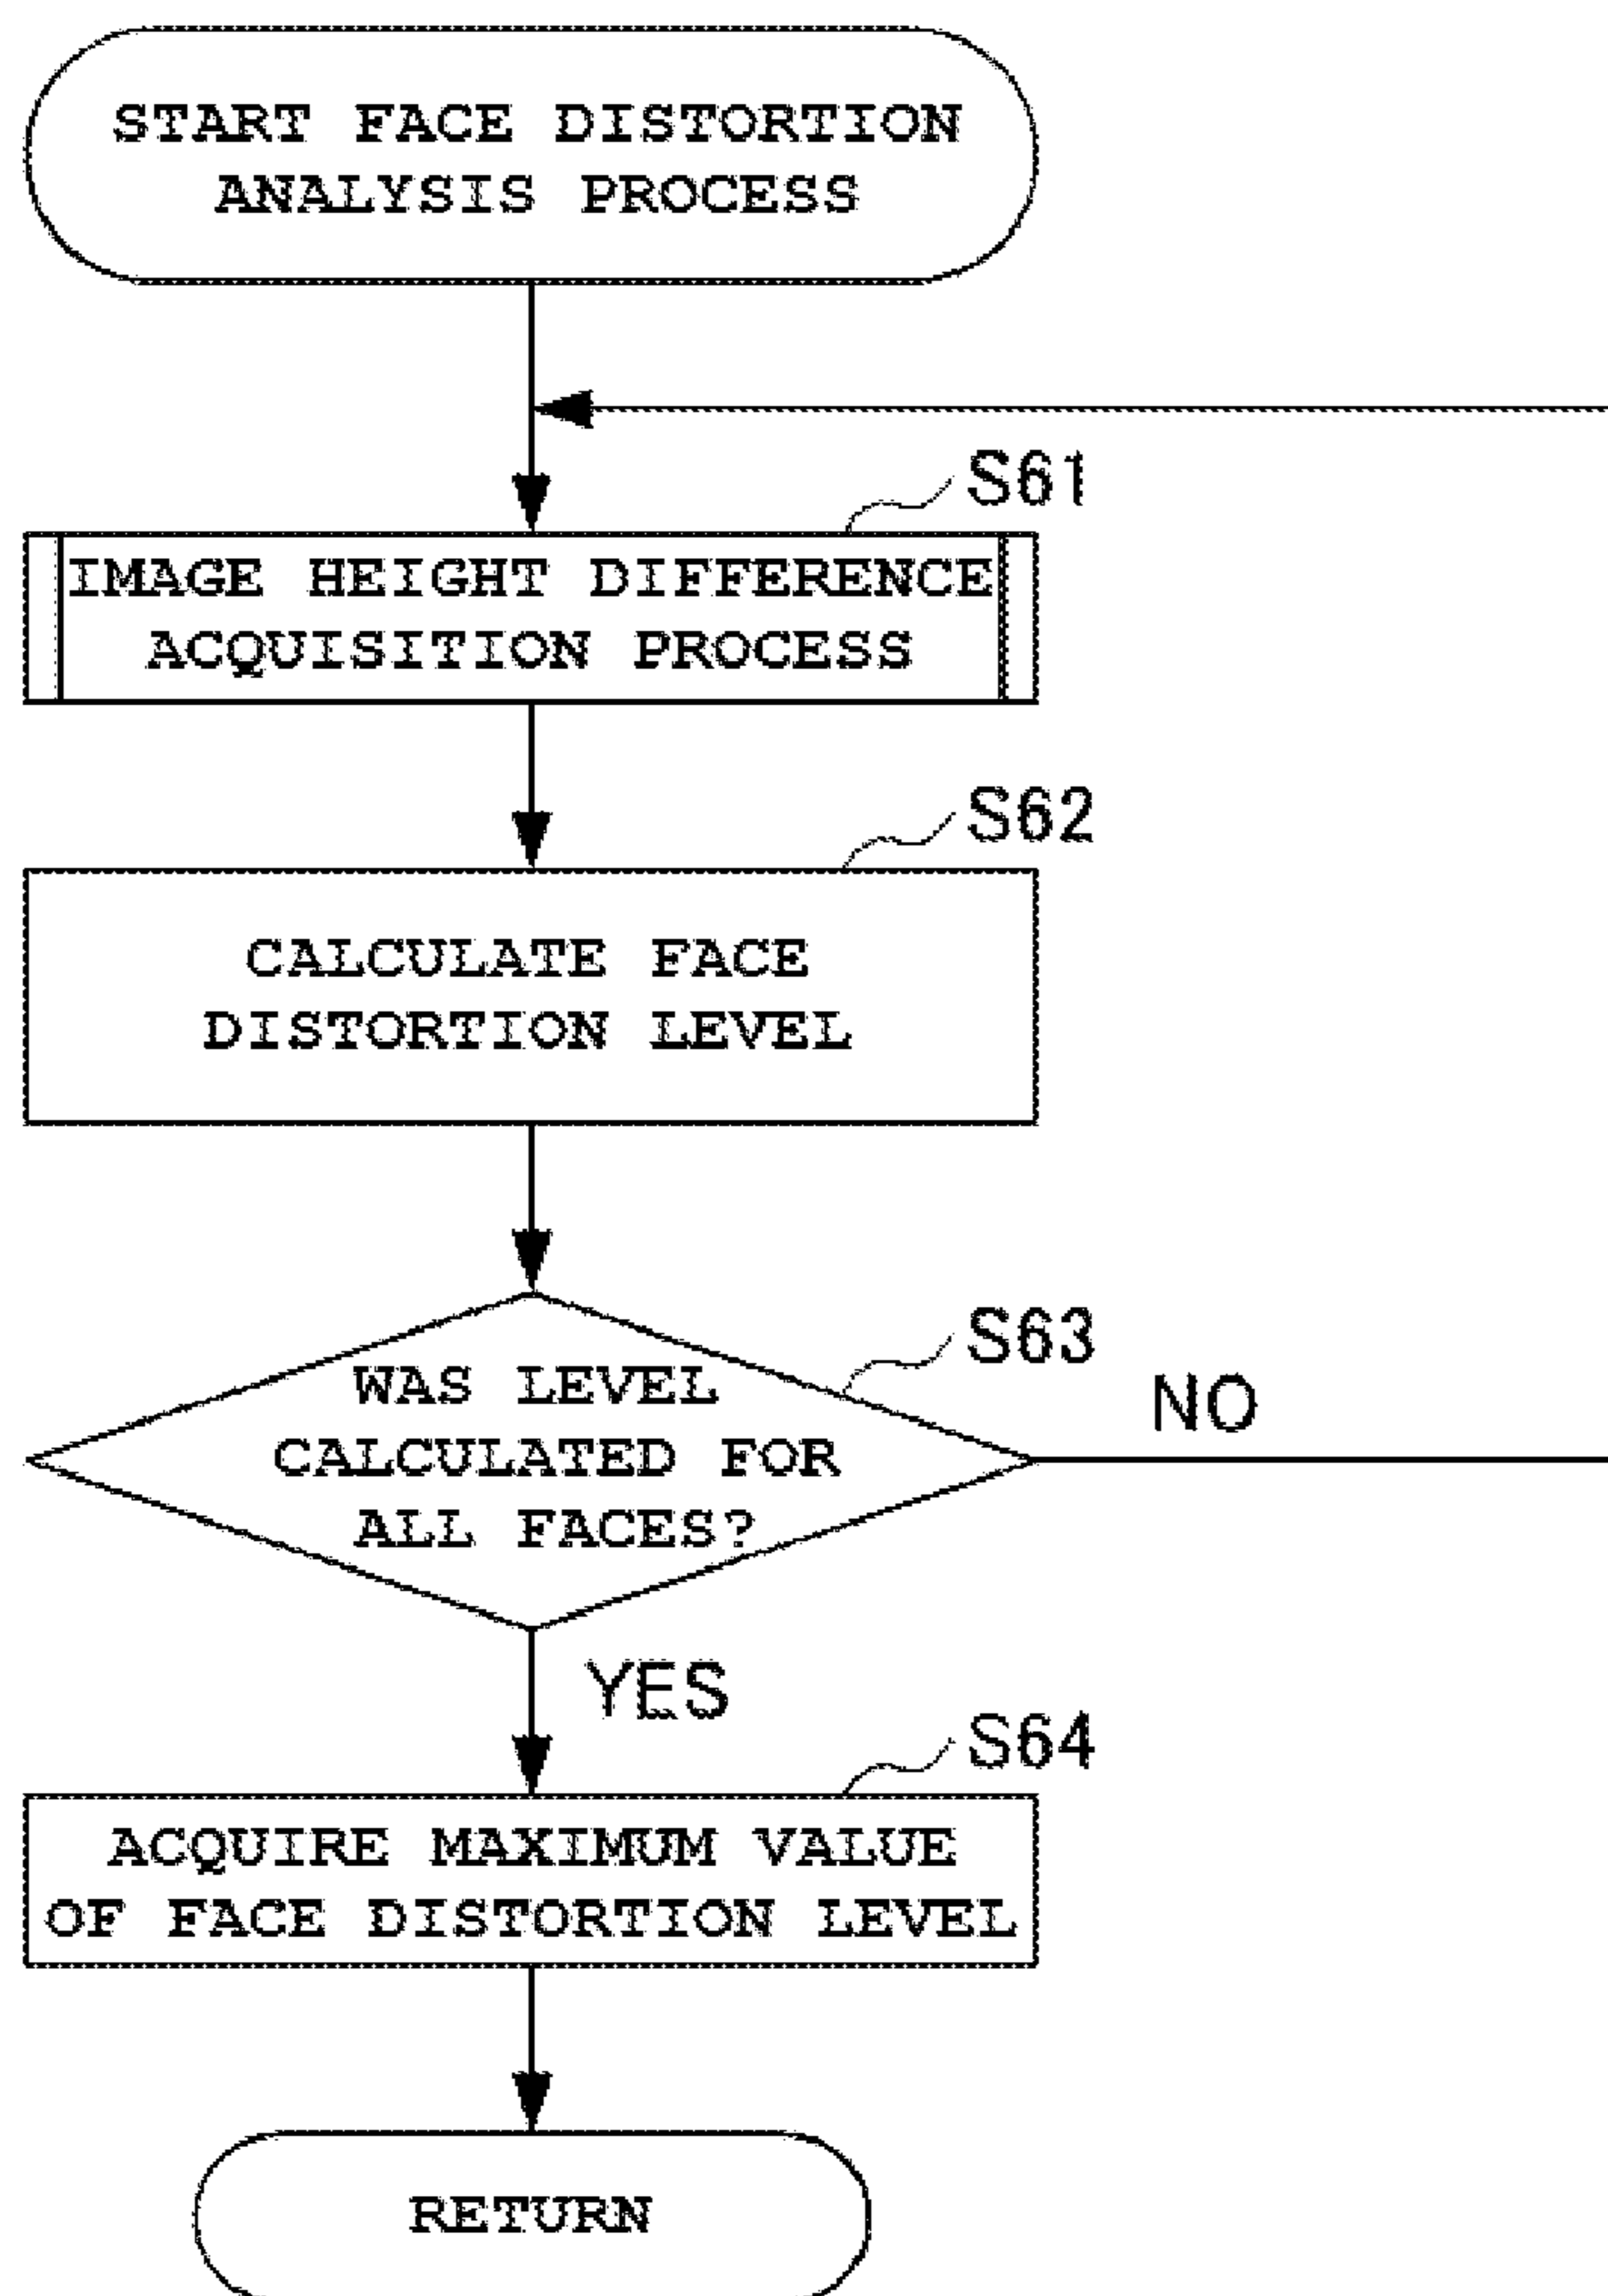 START FACE DISTORTION
ANALYSIS PROCESS
S61
IMAGE HEIGHT DIFFERENCE
ACQUISITION PROCESS
S62
CALCULATE FACE
DISTORTION LEVEL
S63
WAS LEVEL
CALCULATED FOR
ALL FACES?
NO
YES
S64
ACQUIRE MAXIMUM VALUE
OF FACE DISTORTION LEVEL
RETURN